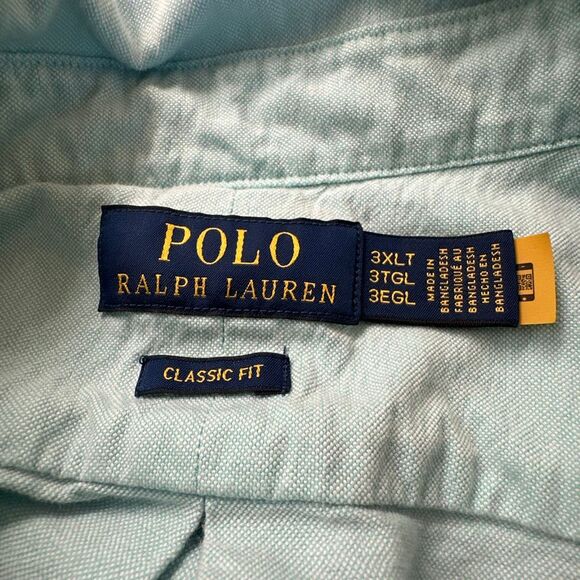 POLO
RALPH LAUREN
3XLT
3TGL
3EGL
MADE IN
BANGLADESH
FABRIQUÉ AU
BANGLADESH
HECHO EN
BANGLADESH
CLASSIC FIT